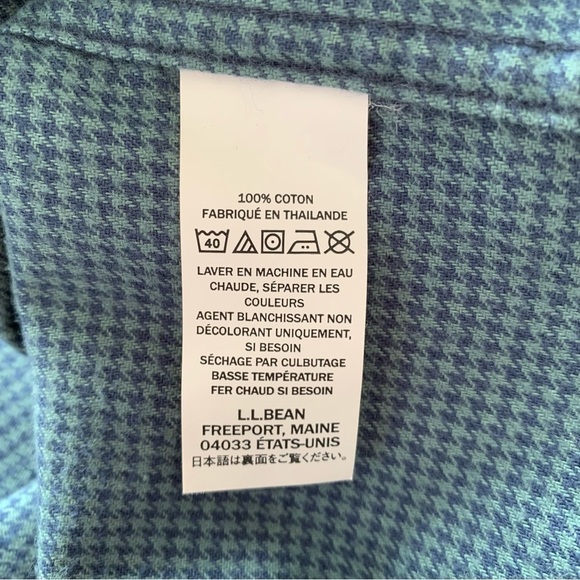 100% COTON
FABRIQUÉ EN THAILANDE
40
LAVER EN MACHINE EN EAU
CHAUDE, SÉPARER LES
COULEURS
AGENT BLANCHISSANT NON
DÉCOLORANT UNIQUEMENT,
SI BESOIN
SÉCHAGE PAR CULBUTAGE
BASSE TEMPÉRATURE
FER CHAUD SI BESOIN
L.L.BEAN
FREEPORT, MAINE
04033 ÉTATS-UNIS
日本語は裏面をご覧ください。